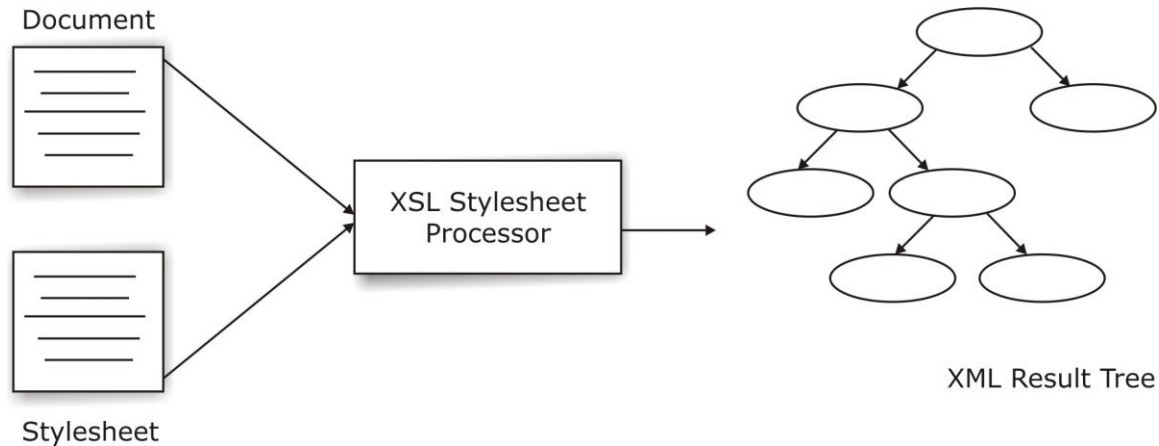 Document
XSL Stylesheet
Processor
XML Result Tree
Stylesheet